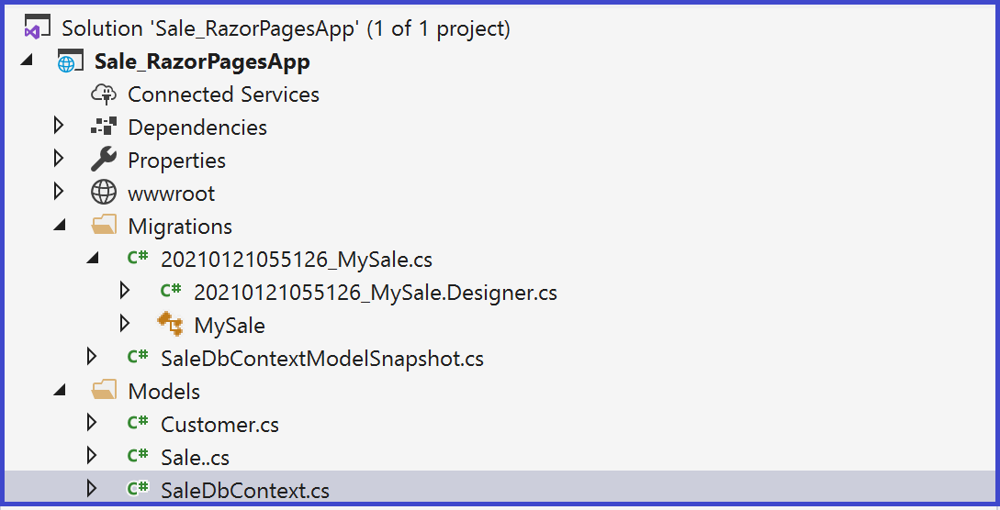 Solution 'Sale_RazorPagesApp' (1 of 1 project)
Sale_RazorPagesApp
Connected Services
Dependencies
Properties
wwwroot
Migrations
C# 20210121055126_MySale.cs
C# 20210121055126_MySale.Designer.cs
MySale
C# SaleDbContextModelSnapshot.cs
Models
C# Customer.cs
C# Sale..cs
C# SaleDbContext.cs